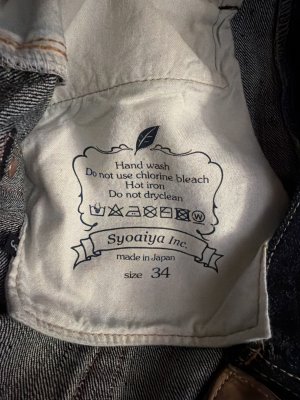 Hand wash
Do not use chlorine bleach
Hot iron
Do not dryclean
W
Syoaiya Inc.
made in Japan
size 34